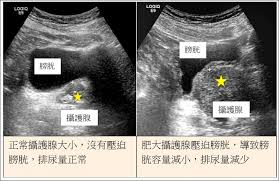 LOGIQ
LOGIQ
膀胱
攝護腺
膀胱
攝護腺
正常攝護腺大小，沒有壓迫
膀胱，排尿量正常
肥大攝護腺壓迫膀胱，導致膀
胱容量減小，排尿量減少